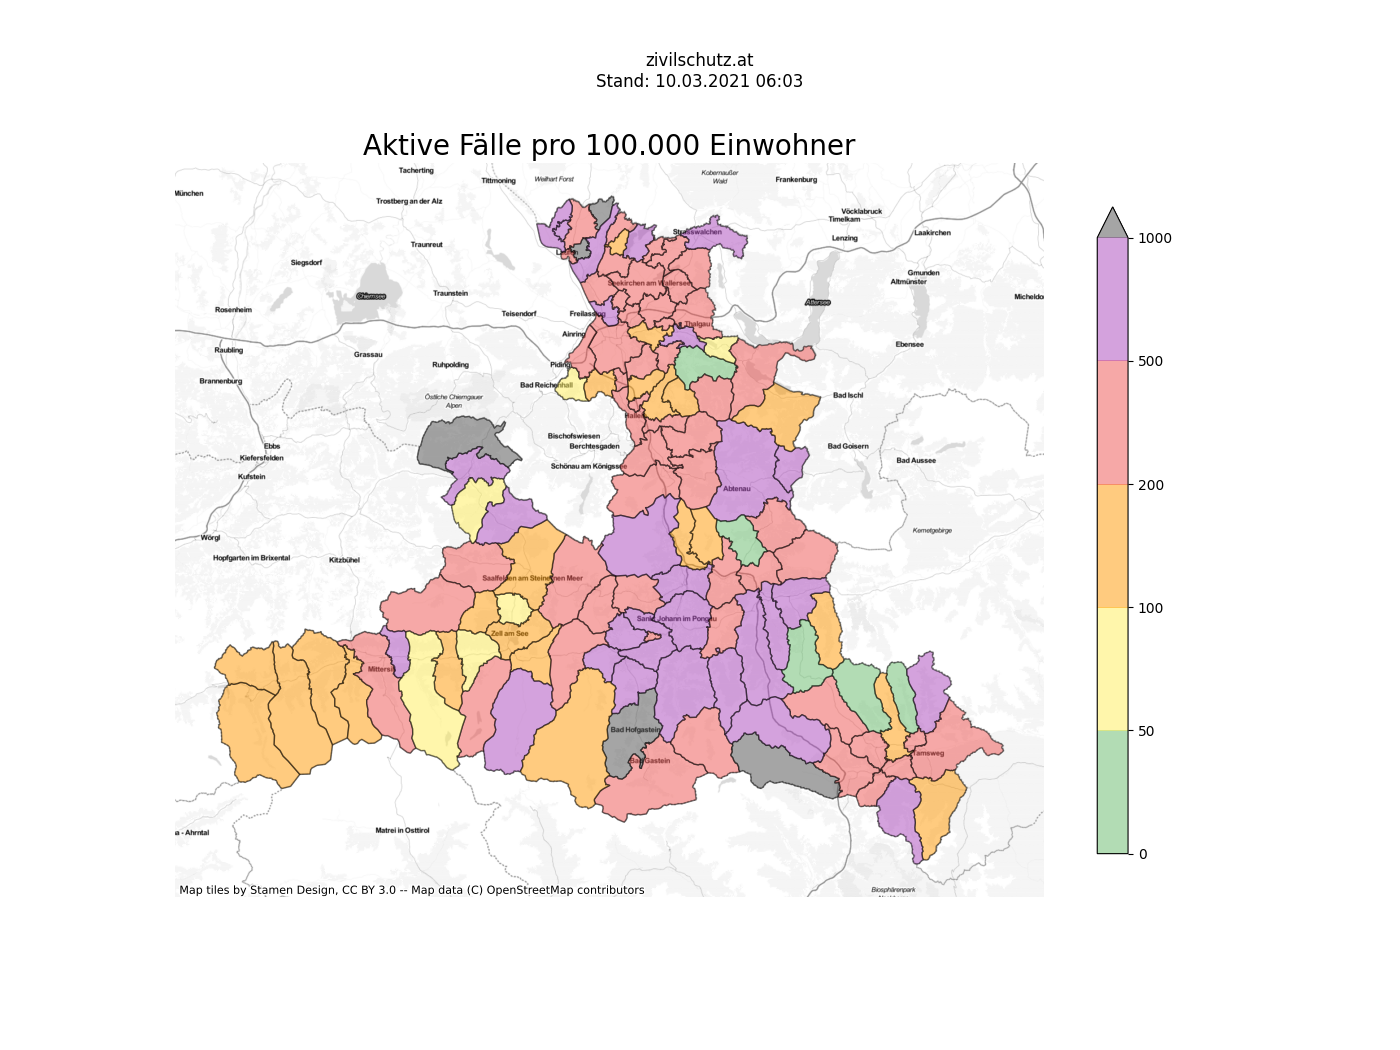 zivilschutz.at
Stand: 10.03.2021 06:03
Aktive Fälle pro 100.000 Einwohner
Tacherting
Tittmoning
Weilhart Forst
Kobernaußer
Wald
Frankenburg
München
Trostberg an der Alz
Vöcklabruck
Timelkam
Laakirchen
Strasswalchen
Lenzing
Traunreut
Siegsdorf
Gmunden
Altmünster
Seekirchen am Wallersee
Traunstein
Chiemsee
Attersee
Rosenheim
Teisendorf
Freilassing
Thalgau
Ainring
Ebensee
Raubling
Grassau
Ruhpolding
Piding
Brannenburg
Bad Reichenhall
Östliche Chiemgauer
Alpen
Bad Ischl
Hallein
Bischofswiesen
Ebbs
Berchtesgaden
Bad Goisern
Kiefersfelden
Schönau am Königssee
Bad Aussee
Kufstein
Abtenau
Kemetgebirge
Wörgl
Hopfgarten im Brixental
Kitzbühel
Saalfelden am Steinernen Meer
Sankt Johann im Pongau
Zell am See
Bad Hofgastein
Bad Gastein
Tamsweg
Matrei in Osttirol
a - Ahrntal
Biosphärenpark
Map tiles by Stamen Design, CC BY 3.0 -- Map data (C) OpenStreetMap contributors
1000
500
200
100
50
0